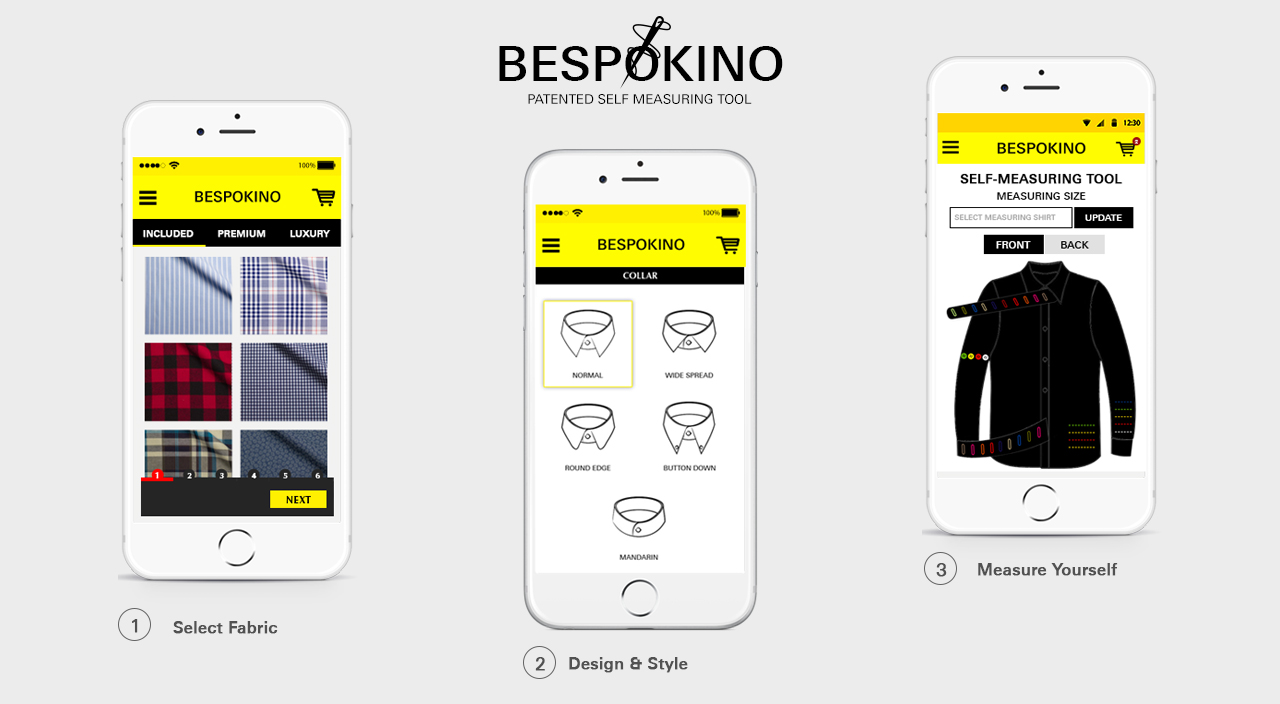 BESPOKINO
PATENTED SELF MEASURING TOOL
100%
BESPOKINO
INCLUDED PREMIUM LUXURY
1 2 3 4 5 6
NEXT
1 Select Fabric
100%
BESPOKINO
COLLAR
NORMAL WIDE SPREAD
ROUND EDGE BUTTON DOWN
MANDARIN
2 Design & Style
12:30
BESPOKINO
SELF-MEASURING TOOL
MEASURING SIZE
SELECT MEASURING SHIRT UPDATE
FRONT BACK
3 Measure Yourself